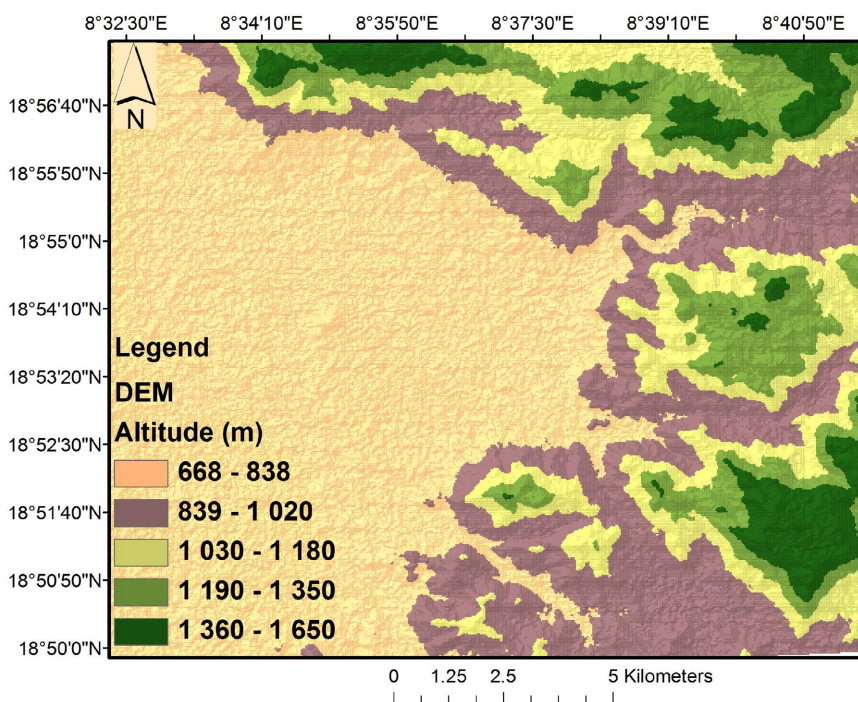 8°32'30"E 8°34'10"E 8°35'50"E 8°37'30"E 8°39'10"E 8°40'50"E
18°56'40"N
N
18°55'50"N
18°55'0"N
18°54'10"N
Legend
18°53'20"N
DEM
Altitude (m)
18°52'30"N
668 - 838
839 - 1 020
18°51'40"N
1 030 - 1 180
1 190 - 1 350
18°50'50"N
1 360 - 1 650
18°50'0"N
0 1.25 2.5 5 Kilometers